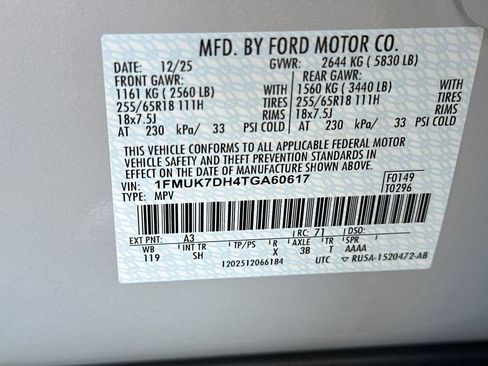 MFD. BY FORD MOTOR CO.
DATE: 12/25 GVWR: 2644 KG ( 5830 LB)
FRONT GAWR: REAR GAWR:
1161 KG ( 2560 LB) 1560 KG ( 3440 LB)
255/65R18 111H TIRES 255/65R18 111H TIRES
18x7.5J RIMS 18x7.5J RIMS
AT 230 kPa/ 33 PSI COLD AT 230 kPa/ 33 PSI COLD
THIS VEHICLE CONFORMS TO ALL APPLICABLE FEDERAL MOTOR
VEHICLE SAFETY AND THEFT PREVENTION STANDARDS IN
EFFECT ON THE DATE OF MANUFACTURE SHOWN ABOVE.
VIN: 1FMUK7DH4TGA60617 F0149
TYPE: MPV T0296
EXT PNT: A3 RC: 71 DSO:
WB INT TR TP/PS R AXLE TR SPR
119 SH X 3B T AAAA
1202512066184 UTC ▽ RU5A-1520472-AB